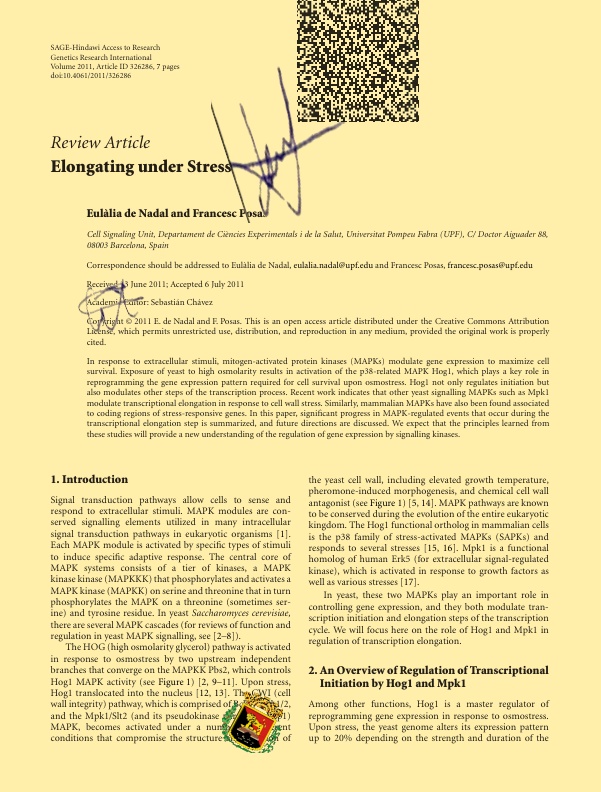 SAGE-Hindawi Access to Research
Genetics Research International
Volume 2011, Article ID 326286, 7 pages
doi:10.4061/2011/326286
Review Article
Elongating under Stress
Eulàlia de Nadal and Francesc Posas
Cell Signaling Unit, Departament de Ciències Experimentals i de la Salut, Universitat Pompeu Fabra (UPF), C/ Doctor Aiguader 88,
08003 Barcelona, Spain
Correspondence should be addressed to Eulàlia de Nadal, eulalia.nadal@upf.edu and Francesc Posas, francesc.posas@upf.edu
Received 13 June 2011; Accepted 6 July 2011
Academic Editor: Sebastián Chávez
Copyright © 2011 E. de Nadal and F. Posas. This is an open access article distributed under the Creative Commons Attribution
License, which permits unrestricted use, distribution, and reproduction in any medium, provided the original work is properly
cited.
In response to extracellular stimuli, mitogen-activated protein kinases (MAPKs) modulate gene expression to maximize cell
survival. Exposure of yeast to high osmolarity results in activation of the p38-related MAPK Hog1, which plays a key role in
reprogramming the gene expression pattern required for cell survival upon osmostress. Hog1 not only regulates initiation but
also modulates other steps of the transcription process. Recent work indicates that other yeast signalling MAPKs such as Mpk1
modulate transcriptional elongation in response to cell wall stress. Similarly, mammalian MAPKs have also been found associated
to coding regions of stress-responsive genes. In this paper, significant progress in MAPK-regulated events that occur during the
transcriptional elongation step is summarized, and future directions are discussed. We expect that the principles learned from
these studies will provide a new understanding of the regulation of gene expression by signalling kinases.
1. Introduction
Signal transduction pathways allow cells to sense and
respond to extracellular stimuli. MAPK modules are con-
served signalling elements utilized in many intracellular
signal transduction pathways in eukaryotic organisms [1].
Each MAPK module is activated by specific types of stimuli
to induce specific adaptive response. The central core of
MAPK systems consists of a tier of kinases, a MAPK
kinase kinase (MAPKKK) that phosphorylates and activates a
MAPK kinase (MAPKK) on serine and threonine that in turn
phosphorylates the MAPK on a threonine (sometimes ser-
ine) and tyrosine residue. In yeast Saccharomyces cerevisiae,
there are several MAPK cascades (for reviews of function and
regulation in yeast MAPK signalling, see [2–8]).
The HOG (high osmolarity glycerol) pathway is activated
in response to osmostress by two upstream independent
branches that converge on the MAPKK Pbs2, which controls
Hog1 MAPK activity (see Figure 1) [2, 9–11]. Upon stress,
Hog1 translocated into the nucleus [12, 13]. The CWI (cell
wall integrity) pathway, which is comprised of
and the Mpk1/Slt2 (and its pseudokinase
MAPK, becomes activated under a
conditions that compromise the structure of
the yeast cell wall, including elevated growth temperature,
pheromone-induced morphogenesis, and chemical cell wall
antagonist (see Figure 1) [5, 14]. MAPK pathways are known
to be conserved during the evolution of the entire eukaryotic
kingdom. The Hog1 functional ortholog in mammalian cells
is the p38 family of stress-activated MAPKs (SAPKs) and
responds to several stresses [15, 16]. Mpk1 is a functional
homolog of human Erk5 (for extracellular signal-regulated
kinase), which is activated in response to growth factors as
well as various stresses [17].
In yeast, these two MAPKs play an important role in
controlling gene expression, and they both modulate tran-
scription initiation and elongation steps of the transcription
cycle. We will focus here on the role of Hog1 and Mpk1 in
regulation of transcription elongation.
2. An Overview of Regulation of Transcriptional
Initiation by Hog1 and Mpk1
Among other functions, Hog1 is a master regulator of
reprogramming gene expression in response to osmostress.
Upon stress, the yeast genome alters its expression pattern
up to 20% depending on the strength and duration of the